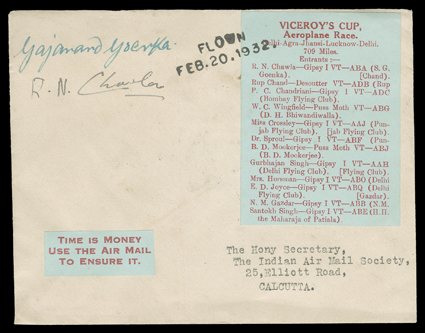 Gajanand Goenka.
R. N. Chawla
FLOWN
FEB.20.1932.
VICEROY'S CUP,
Aeroplane Race.
Delhi-Agra-Jhansi-Lucknow-Delhi.
709 Miles.
Entrants :—
R. N. Chawla—Gipsy I VT—ABA (S. G.
Goenka). [Chand).
Rup Chand—Desoutter VT—ADB (Rup
F. C. Chandriani—Gipsy I VT—ADC
(Bombay Flying Club).
W. C. Wingfield—Puss Moth VT—ABG
(D. H. Bhiwandiwalla).
Miss Crossley—Gipsy I VT—AAJ (Pun-
jab Flying Club). [jab Flying Club).
Dr. Sproul—Gipsy I VT—ABF (Pun-
B. D. Mookerjee—Puss Moth VT—ABJ
(B. D. Mookerjee).
Gurbhajan Singh—Gipsy I VT—AAH
(Delhi Flying Club). [Flying Club).
Mrs. Horsman—Gipsy I VT—ABO (Delhi
E. D. Joyce—Gipsy I VT—ABQ (Delhi
Flying Club). [Gazdar).
N. M. Gazdar—Gipsy I VT—ABB (N.M.
Santokh Singh—Gipsy VT—ABE (H.H.
the Maharaja of Patiala)
TIME IS MONEY
USE THE AIR MAIL
TO ENSURE IT.
The Hony Secretary,
The Indian Air Mail Society,
25,Elliott Road,
CALCUTTA.